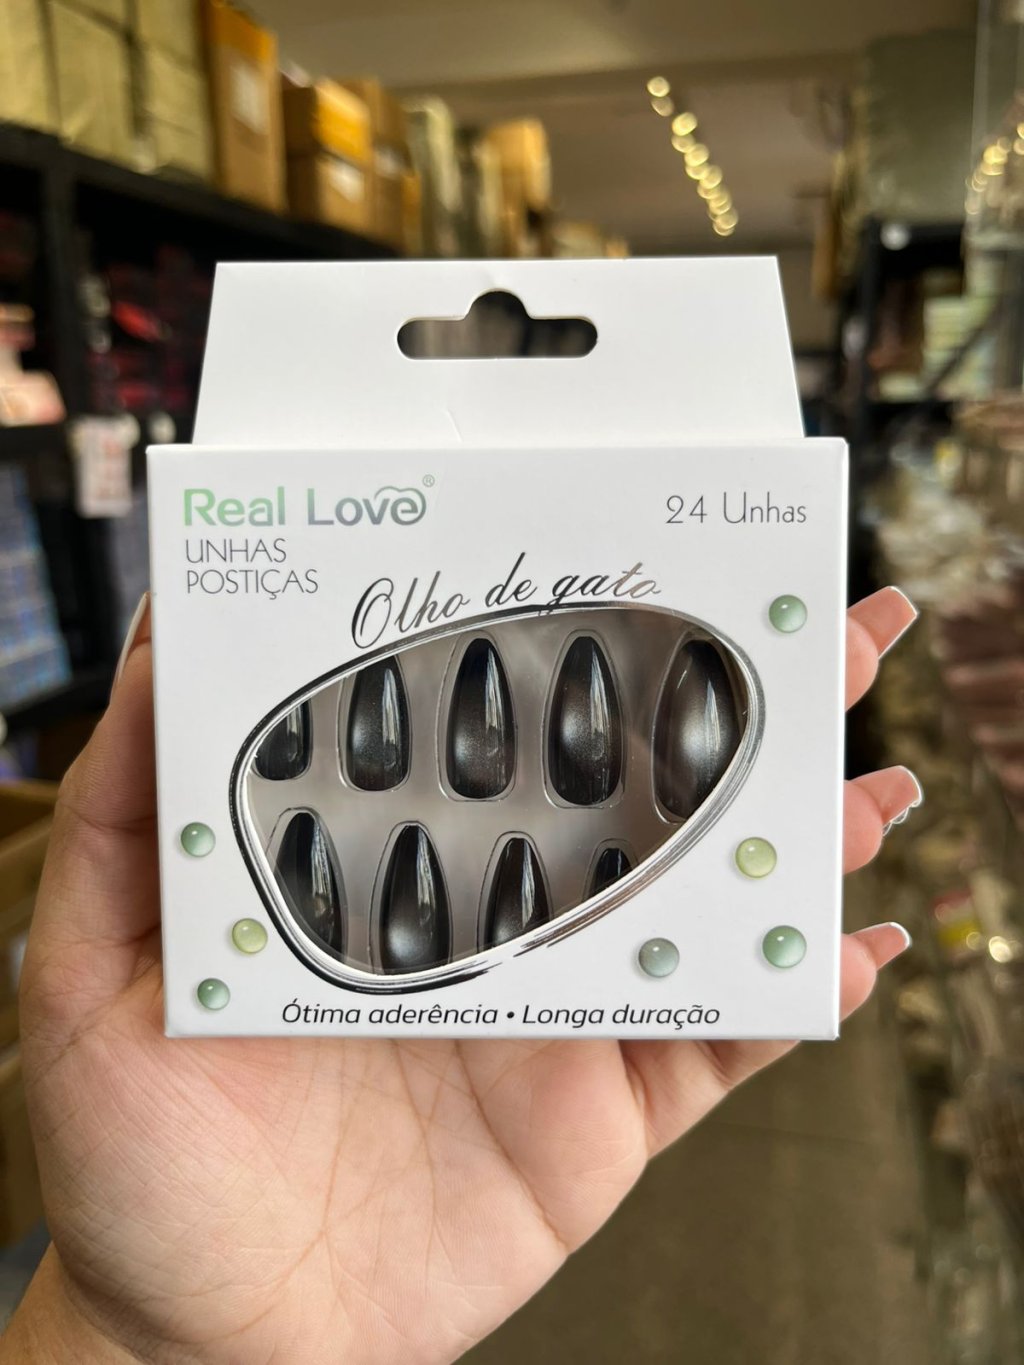 Real Love®
24 Unhas
UNHAS
POSTIÇAS
Olho de gato
Ótima aderência • Longa duração